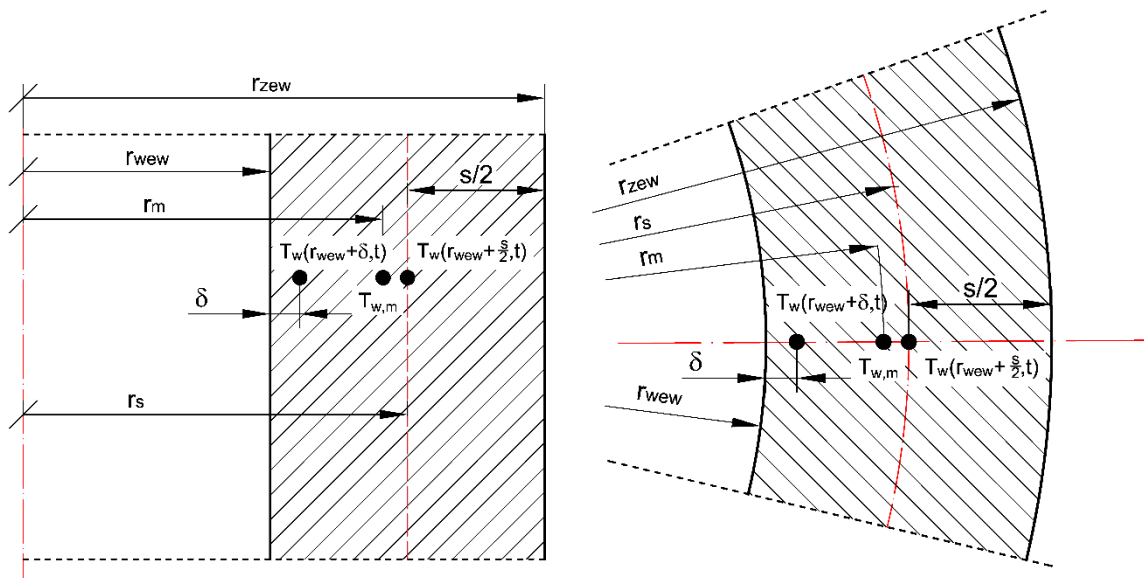 rzew
rwew
s/2
rm
Tw(rwew+δ,t)
Tw(rwew+s/2,t)
δ
Tw,m
rs
rzew
rs
rm
s/2
Tw(rwew+δ,t)
δ
Tw,m
Tw(rwew+s/2,t)
rwew